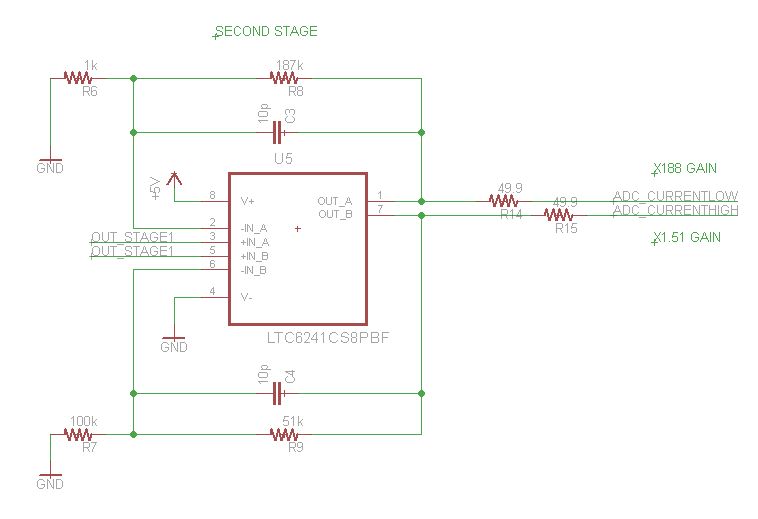 SECOND STAGE
1k
R6
187k
R8
10p
C3
GND
U5
+5V
8
V+
OUT_A
1
OUT_B
7
2
-IN_A
OUT_STAGE1
3
+IN_A
OUT_STAGE1
5
+IN_B
6
-IN_B
4
V-
GND
LTC6241CS8PBF
X188 GAIN
49.9
R14
ADC_CURRENTLOW
49.9
R15
ADC_CURRENTHIGH
X1.51 GAIN
10p
C4
100k
R7
51k
R9
GND